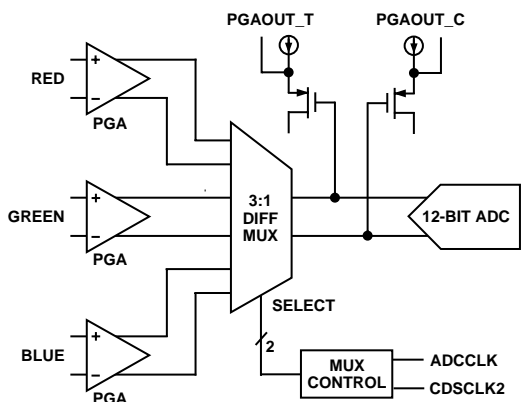 PGAOUT_T
PGAOUT_C
+
RED
–
PGA
+
GREEN
–
PGA
3:1
DIFF
MUX
12-BIT ADC
SELECT
2
+
BLUE
–
PGA
MUX
CONTROL
ADCCLK
CDSCLK2